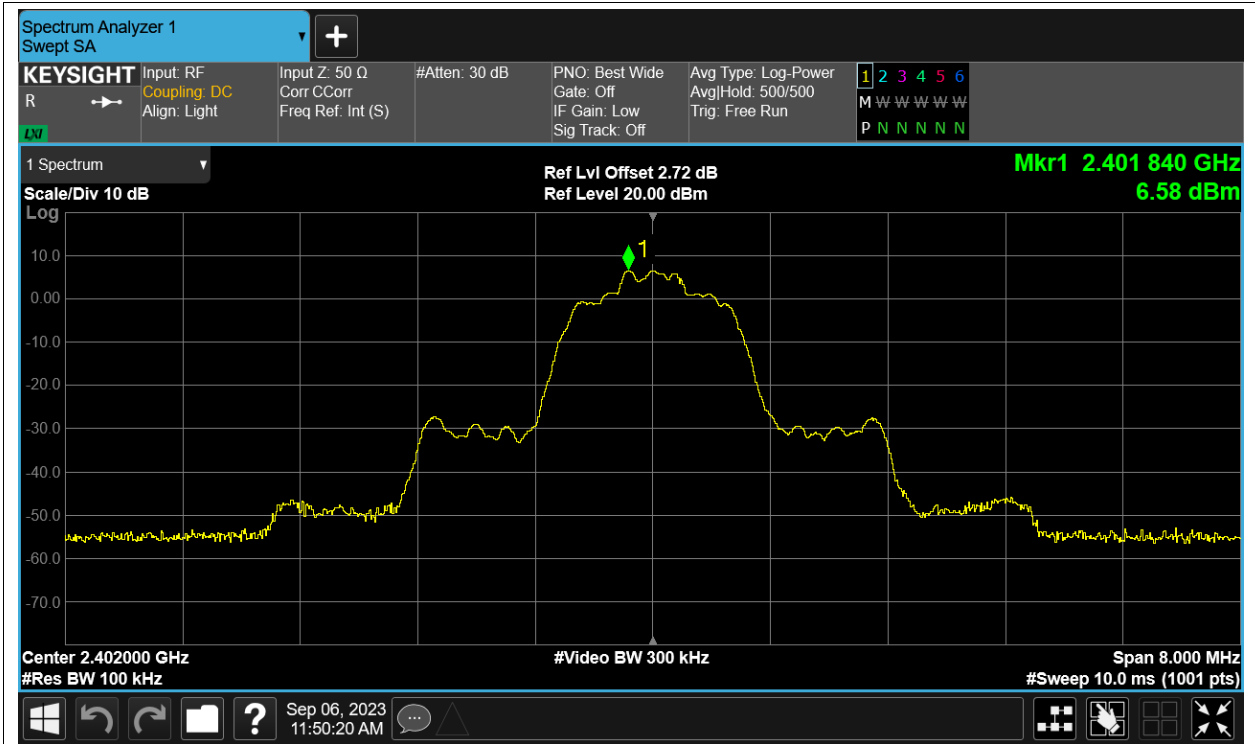 Spectrum Analyzer 1
Swept SA
+
KEYSIGHT
R
LXI
Input: RF
Coupling: DC
Align: Light
Input Z: 50 Ω
Corr CCorr
Freq Ref: Int (S)
#Atten: 30 dB
PNO: Best Wide
Gate: Off
IF Gain: Low
Sig Track: Off
Avg Type: Log-Power
Avg|Hold: 500/500
Trig: Free Run
1 2 3 4 5 6
M W W W W W
P N N N N N
1 Spectrum
Scale/Div 10 dB
Log
Ref Lvl Offset 2.72 dB
Ref Level 20.00 dBm
Mkr1 2.401 840 GHz
6.58 dBm
1
10.0
0.00
-10.0
-20.0
-30.0
-40.0
-50.0
-60.0
-70.0
Center 2.402000 GHz
#Res BW 100 kHz
#Video BW 300 kHz
Span 8.000 MHz
#Sweep 10.0 ms (1001 pts)
?
Sep 06, 2023
11:50:20 AM